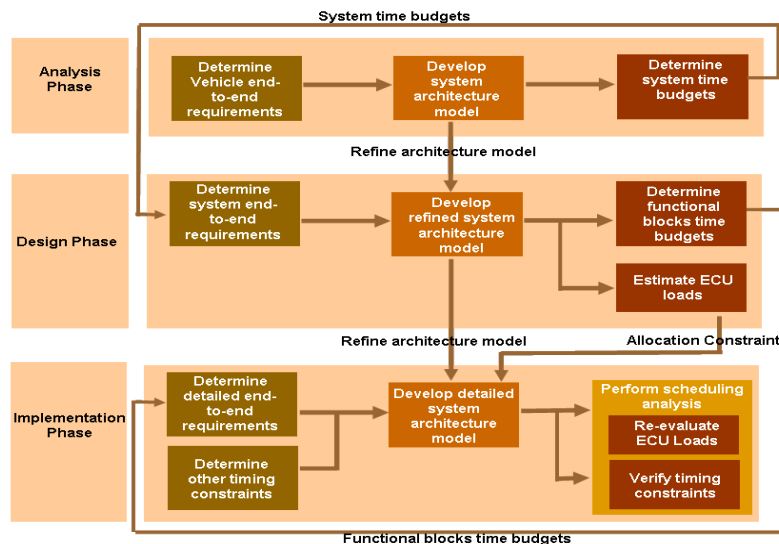 System time budgets
Analysis
Phase
Determine
Vehicle end-
to-end
requirements
Develop
system
architecture
model
Determine
system time
budgets
Refine architecture model
Design Phase
Determine
system end-
to-end
requirements
Develop
refined system
architecture
model
Determine
functional
blocks time
budgets
Estimate ECU
loads
Refine architecture model
Allocation Constraint
Implementation
Phase
Determine
detailed end-
to-end
requirements
Determine
other timing
constraints
Develop detailed
system
architecture
model
Perform scheduling
analysis
Re-evaluate
ECU Loads
Verify timing
constraints
Functional blocks time budgets